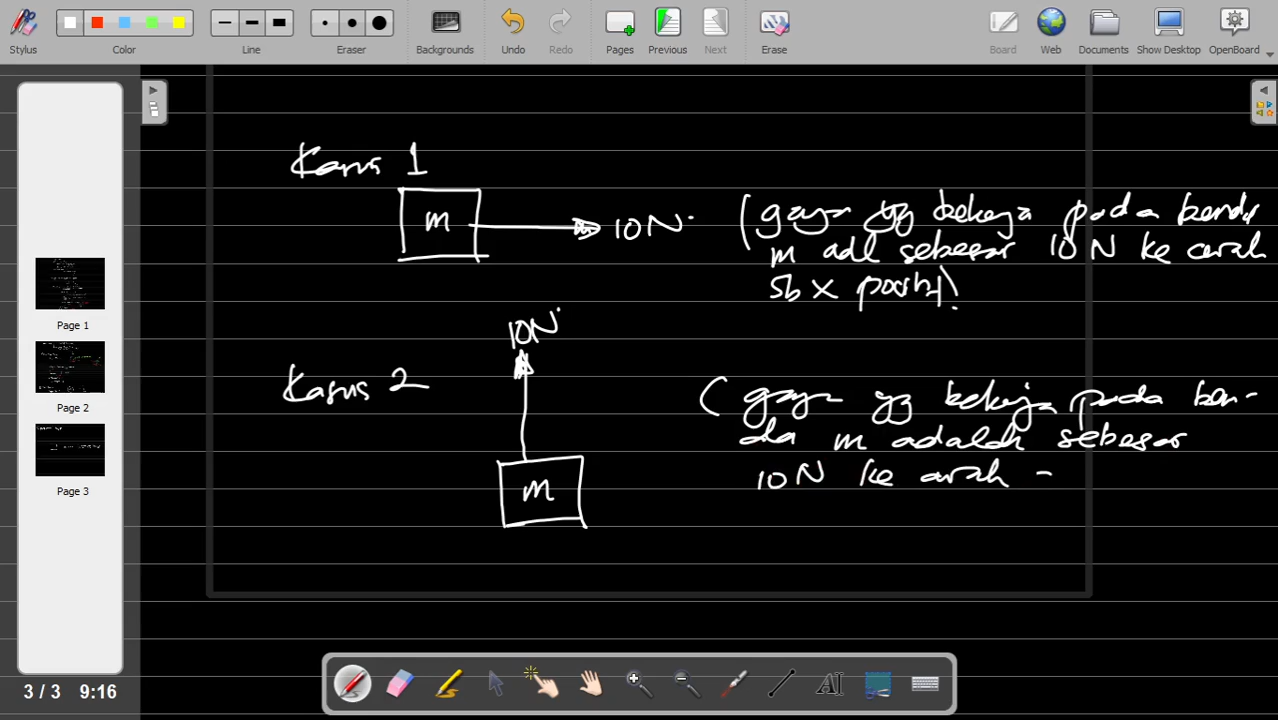 Stylus
Color
Line
Eraser
Backgrounds
Undo
Redo
Pages
Previous
Next
Erase
Board
Web
Documents
Show Desktop
OpenBoard
Page 1
Page 2
Page 3
3 / 3 9:16
Kasus 1
m
10N
(gaya yg bekerja pada benda
m adl sebesar 10 N ke arah
sb x positif)
10N
Kasus 2
m
(gaya yg bekerja pada ben-
da m adalah sebesar
10N ke arah -